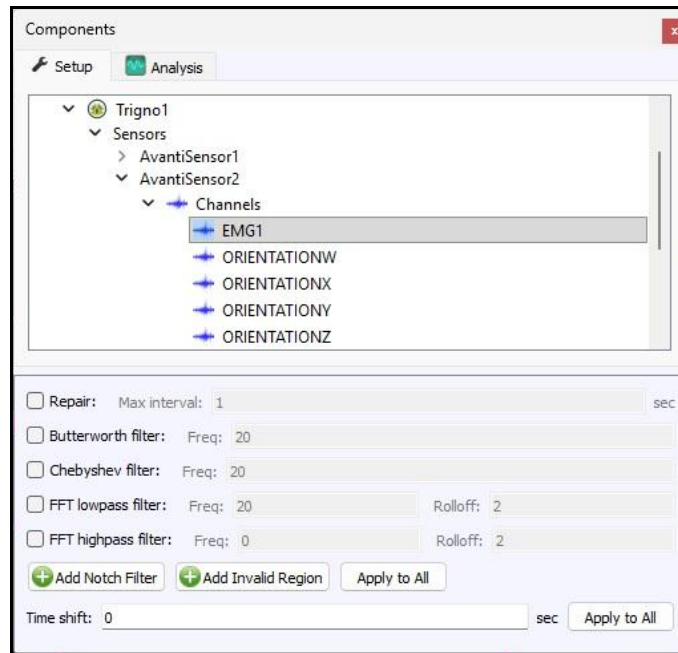 Components
x
Setup Analysis
Trigno1
Sensors
AvantiSensor1
AvantiSensor2
Channels
EMG1
ORIENTATIONW
ORIENTATIONX
ORIENTATIONY
ORIENTATIONZ
Repair: Max interval: 1 sec
Butterworth filter: Freq: 20
Chebyshev filter: Freq: 20
FFT lowpass filter: Freq: 20 Rolloff: 2
FFT highpass filter: Freq: 0 Rolloff: 2
Add Notch Filter Add Invalid Region Apply to All
Time shift: 0 sec Apply to All